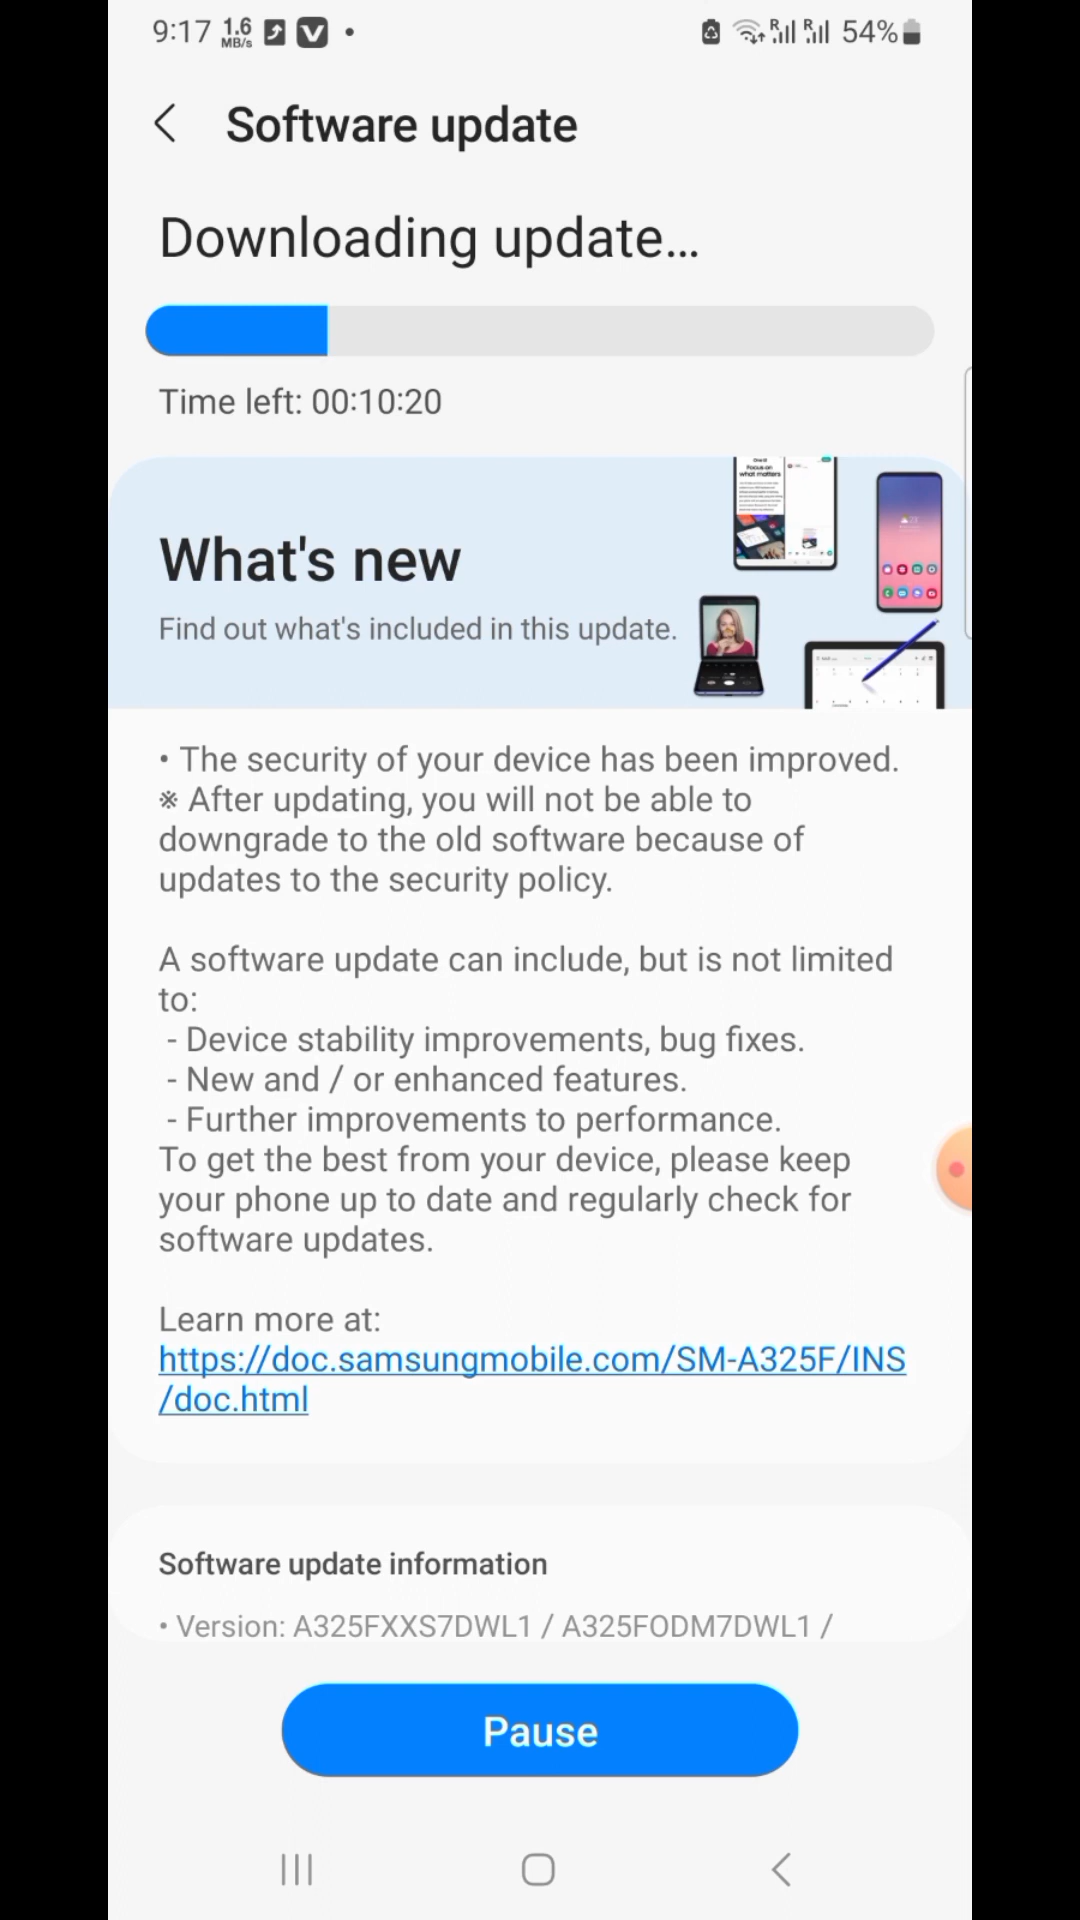 9:17 1.6 MB/s V • R R 54%
Software update
Downloading update...
Time left: 00:10:20
What's new
Find out what's included in this update.
One UI
Focus on
what matters
• The security of your device has been improved.
※ After updating, you will not be able to
downgrade to the old software because of
updates to the security policy.
A software update can include, but is not limited
to:
- Device stability improvements, bug fixes.
- New and / or enhanced features.
- Further improvements to performance.
To get the best from your device, please keep
your phone up to date and regularly check for
software updates.
Learn more at:
https://doc.samsungmobile.com/SM-A325F/INS
/doc.html
Software update information
• Version: A325FXXS7DWL1 / A325FODM7DWL1 /
Pause